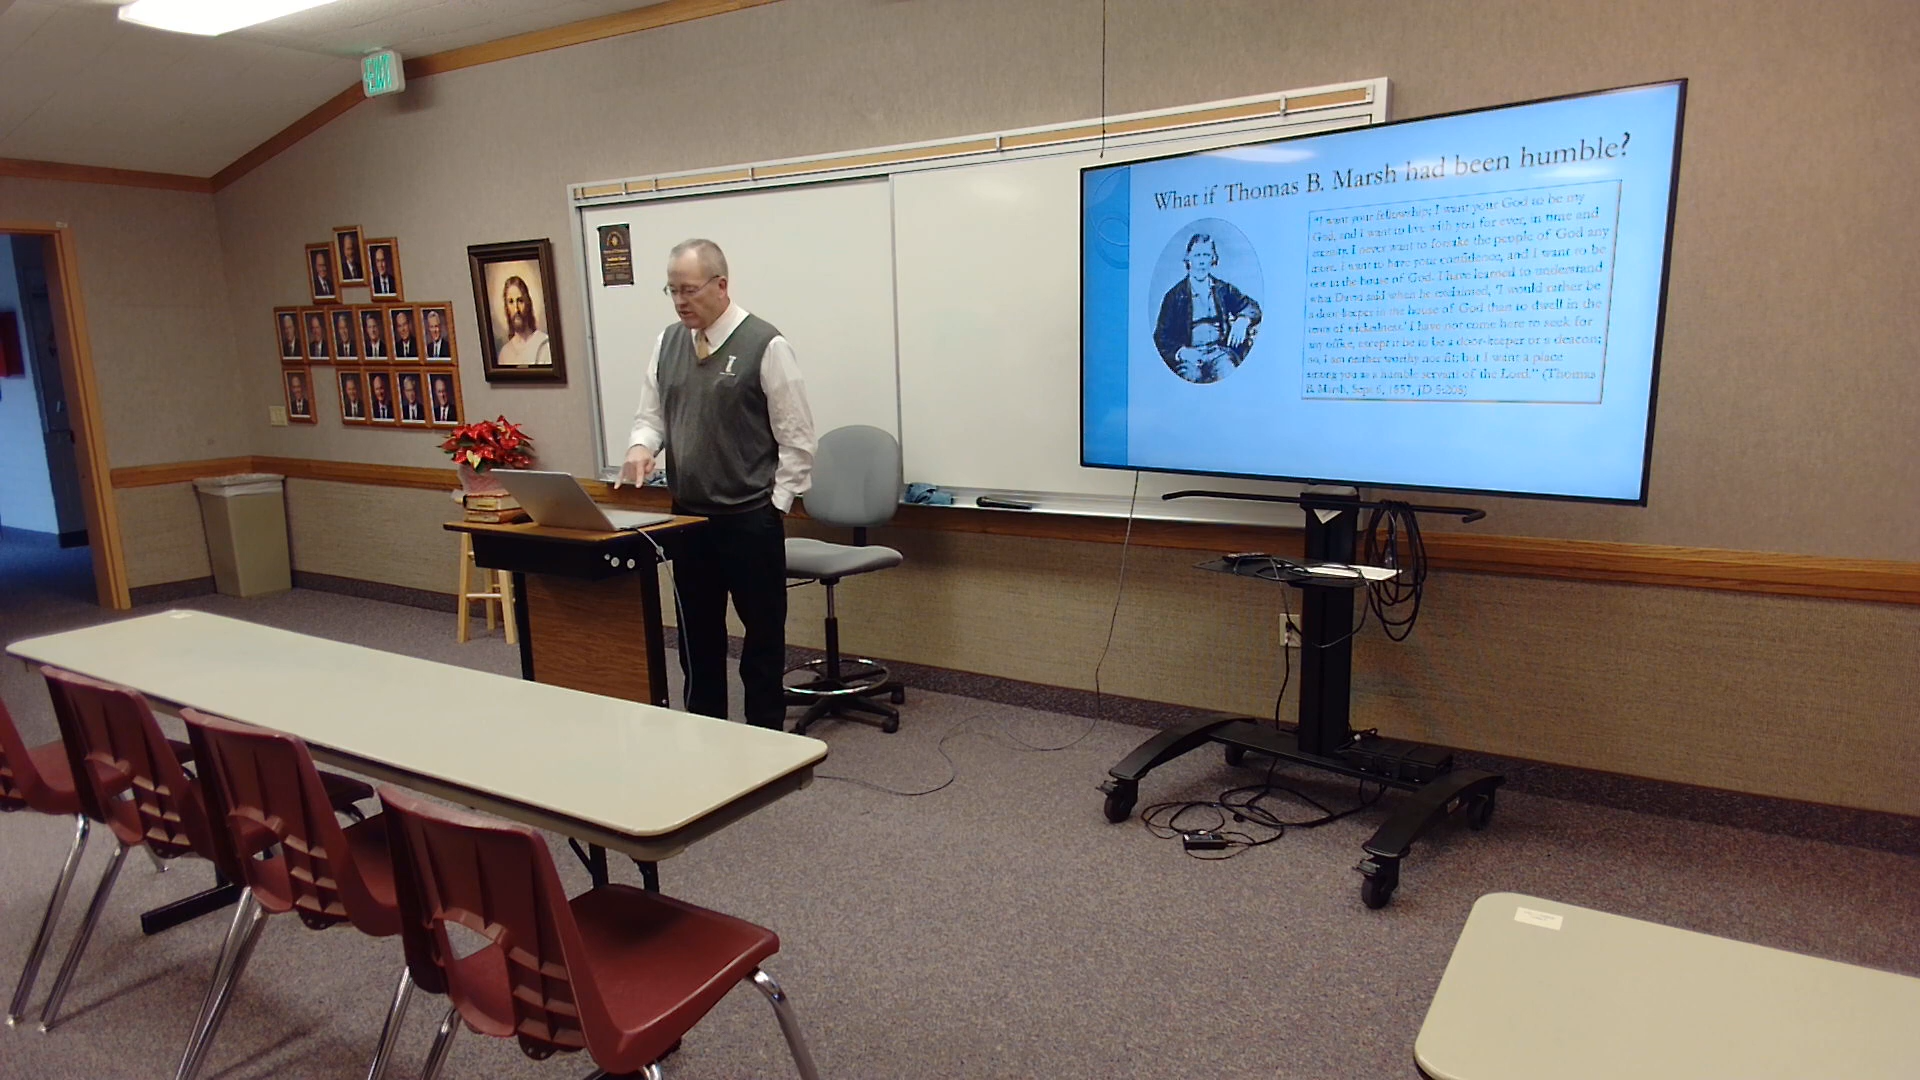 EXIT
What if Thomas B. Marsh had been humble?
"I want your fellowship; I want your God to be my
God, and I want to live with you for ever, in time and
eternity. I never want to forsake the people of God any
more. I want to have your confidence, and I want to be
one in the house of God. I have learned to understand
what David said when he exclaimed, 'I would rather be
a door-keeper in the house of God than to dwell in the
tents of wickedness.' I have not come here to seek for
any office, except it be to be a door-keeper or a deacon;
no, I am neither worthy nor fit; but I want a place
among you as a humble servant of the Lord." (Thomas
B. Marsh, Sept 6, 1857, JD 5:208)